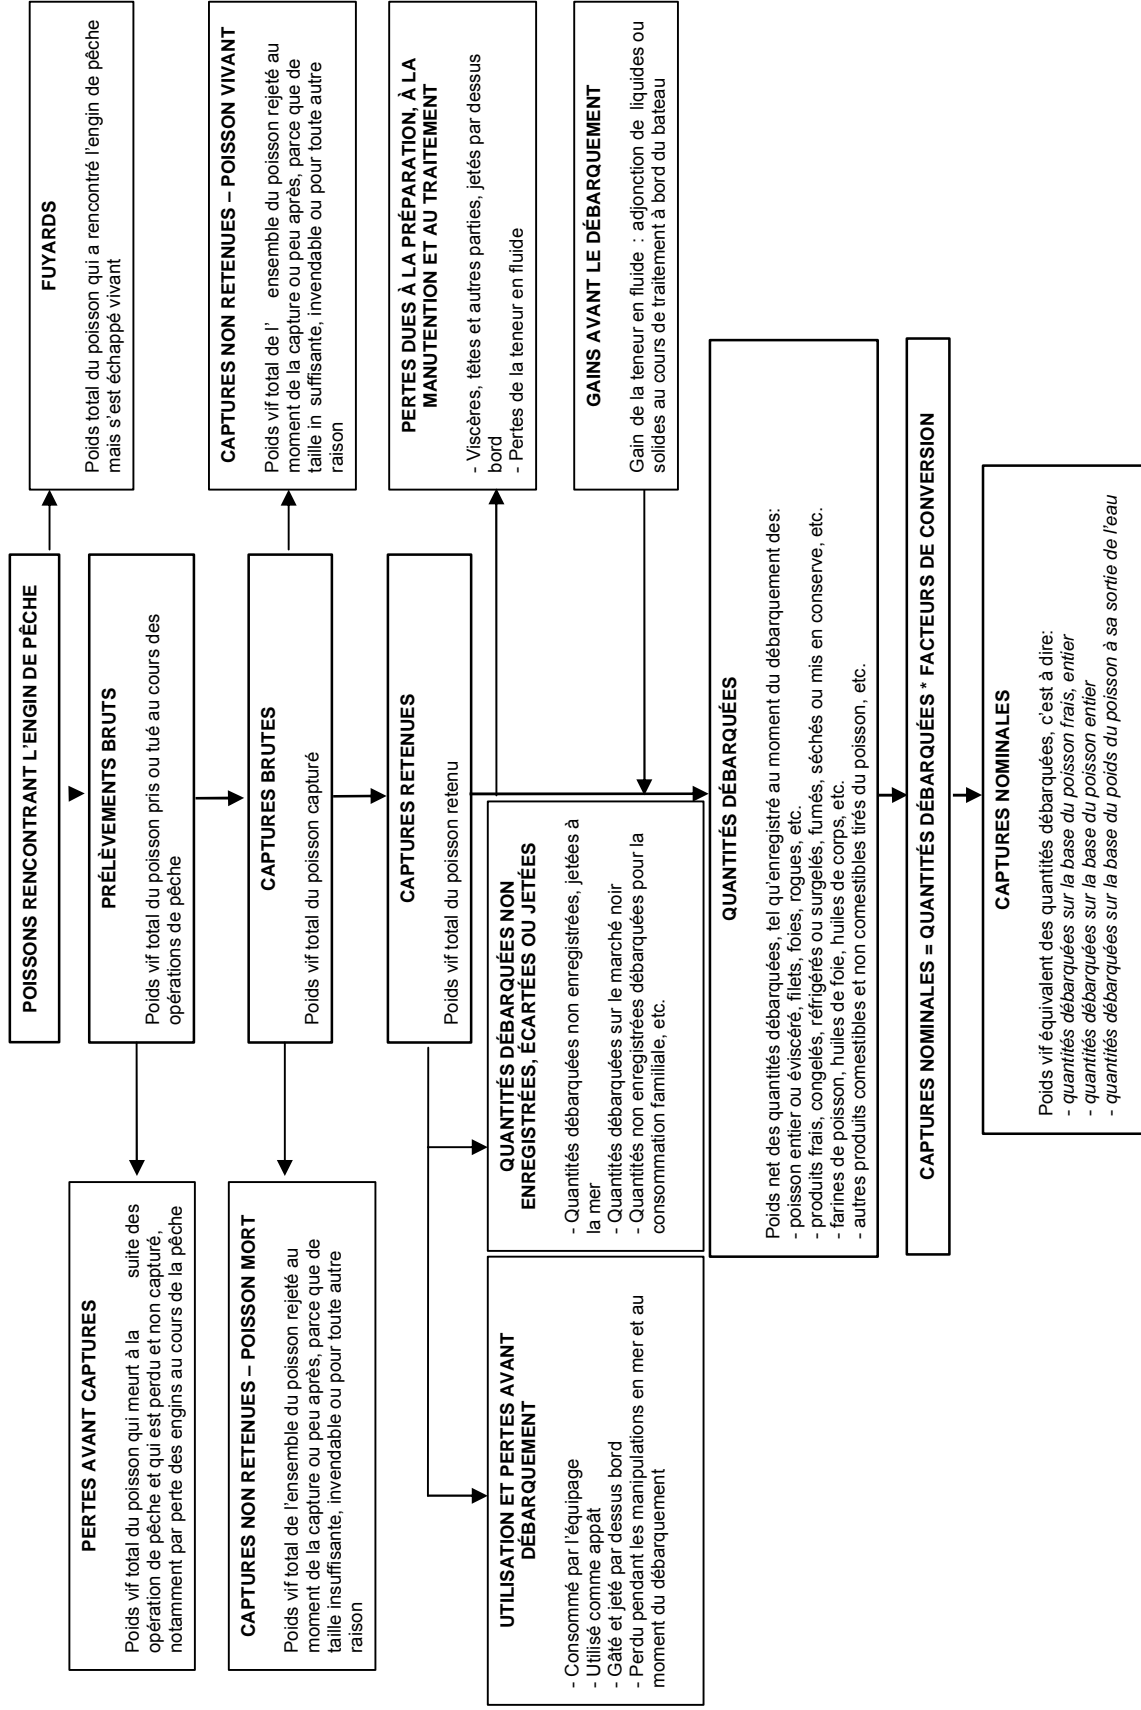 POISSONS RENCONTRANT L'ENGIN DE PÊCHE
FUYARDS
Poids total du poisson qui a rencontré l'engin de pêche
mais s'est échappé vivant
PRÉLÈVEMENTS BRUTS
Poids vif total du poisson pris ou tué au cours des
opérations de pêche
PERTES AVANT CAPTURES
Poids vif total du poisson qui meurt à la suite des
opération de pêche et qui est perdu et non capturé,
notamment par perte des engins au cours de la pêche
CAPTURES BRUTES
Poids vif total du poisson capturé
CAPTURES NON RETENUES – POISSON VIVANT
Poids vif total de l' ensemble du poisson rejeté au
moment de la capture ou peu après, parce que de
taille in suffisante, invendable ou pour toute autre
raison
CAPTURES NON RETENUES – POISSON MORT
Poids vif total de l'ensemble du poisson rejeté au
moment de la capture ou peu après, parce que de
taille insuffisante, invendable ou pour toute autre
raison
CAPTURES RETENUES
Poids vif total du poisson retenu
PERTES DUES À LA PRÉPARATION, À LA
MANUTENTION ET AU TRAITEMENT
- Viscères, têtes et autres parties, jetés par dessus
bord
- Pertes de la teneur en fluide
UTILISATION ET PERTES AVANT
DÉBARQUEMENT
- Consommé par l'équipage
- Utilisé comme appât
- Gâté et jeté par dessus bord
- Perdu pendant les manipulations en mer et au
moment du débarquement
QUANTITÉS DÉBARQUÉES NON
ENREGISTRÉES, ÉCARTÉES OU JETÉES
- Quantités débarquées non enregistrées, jetées à
la mer
- Quantités débarquées sur le marché noir
- Quantités non enregistrées débarquées pour la
consommation familiale, etc.
GAINS AVANT LE DÉBARQUEMENT
Gain de la teneur en fluide : adjonction de liquides ou
solides au cours de traitement à bord du bateau
QUANTITÉS DÉBARQUÉES
Poids net des quantités débarquées, tel qu'enregistré au moment du débarquement des:
- poisson entier ou éviscéré, filets, foies, rogues, etc.
- produits frais, congelés, réfrigérés ou surgelés, fumés, séchés ou mis en conserve, etc.
- farines de poisson, huiles de foie, huiles de corps, etc.
- autres produits comestibles et non comestibles tirés du poisson, etc.
CAPTURES NOMINALES = QUANTITÉS DÉBARQUÉES * FACTEURS DE CONVERSION
CAPTURES NOMINALES
Poids vif équivalent des quantités débarquées, c'est à dire:
- quantités débarquées sur la base du poisson frais, entier
- quantités débarquées sur la base du poisson entier
- quantités débarquées sur la base du poids du poisson à sa sortie de l'eau